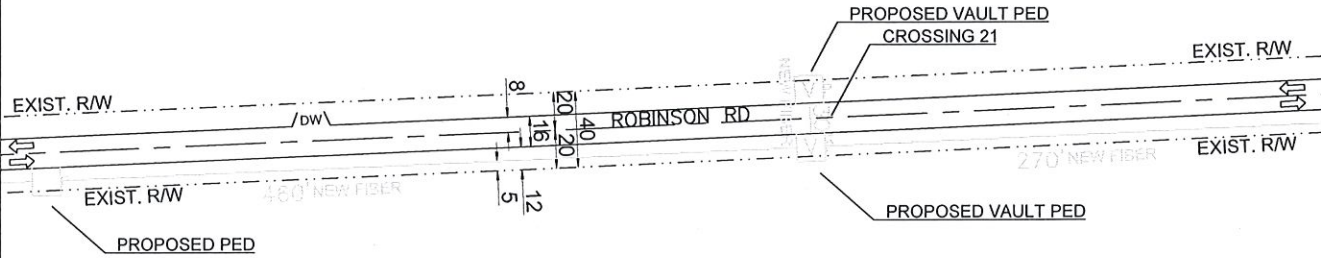 PROPOSED VAULT PED
CROSSING 21
EXIST. R/W
EXIST. R/W
/DW\
8
20
16
40
20
ROBINSON RD
V
V
EXIST. R/W
460' NEW FIBER
5
12
270' NEW FIBER
EXIST. R/W
PROPOSED VAULT PED
PROPOSED PED